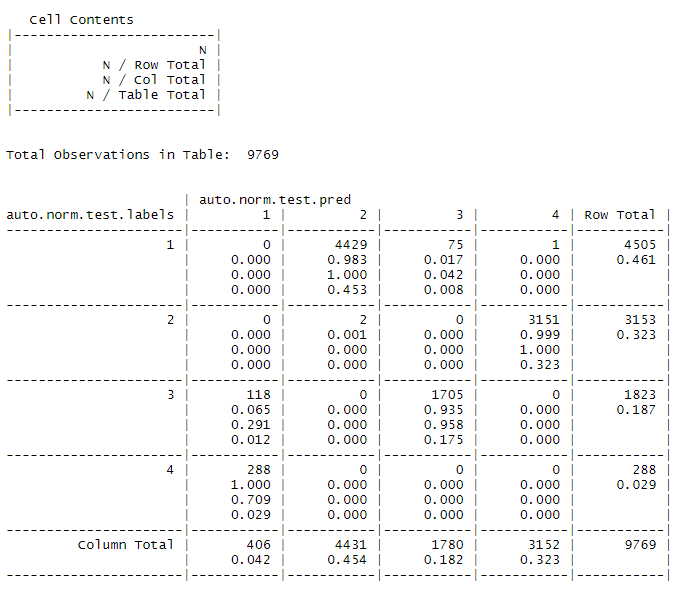 Cell Contents
|-------------------------|
|                       N |
|           N / Row Total |
|           N / Col Total |
|         N / Table Total |
|-------------------------|
Total Observations in Table:  9769
                       | auto.norm.test.pred
auto.norm.test.labels |         1 |         2 |         3 |         4 | Row Total |
----------------------|-----------|-----------|-----------|-----------|-----------|
                    1 |         0 |      4429 |        75 |         1 |      4505 |
                      |     0.000 |     0.983 |     0.017 |     0.000 |     0.461 |
                      |     0.000 |     1.000 |     0.042 |     0.000 |           |
                      |     0.000 |     0.453 |     0.008 |     0.000 |           |
----------------------|-----------|-----------|-----------|-----------|-----------|
                    2 |         0 |         2 |         0 |      3151 |      3153 |
                      |     0.000 |     0.001 |     0.000 |     0.999 |     0.323 |
                      |     0.000 |     0.000 |     0.000 |     1.000 |           |
                      |     0.000 |     0.000 |     0.000 |     0.323 |           |
----------------------|-----------|-----------|-----------|-----------|-----------|
                    3 |       118 |         0 |      1705 |         0 |      1823 |
                      |     0.065 |     0.000 |     0.935 |     0.000 |     0.187 |
                      |     0.291 |     0.000 |     0.958 |     0.000 |           |
                      |     0.012 |     0.000 |     0.175 |     0.000 |           |
----------------------|-----------|-----------|-----------|-----------|-----------|
                    4 |       288 |         0 |         0 |         0 |       288 |
                      |     1.000 |     0.000 |     0.000 |     0.000 |     0.029 |
                      |     0.709 |     0.000 |     0.000 |     0.000 |           |
                      |     0.029 |     0.000 |     0.000 |     0.000 |           |
----------------------|-----------|-----------|-----------|-----------|-----------|
         Column Total |       406 |      4431 |      1780 |      3152 |      9769 |
                      |     0.042 |     0.454 |     0.182 |     0.323 |           |
----------------------|-----------|-----------|-----------|-----------|-----------|